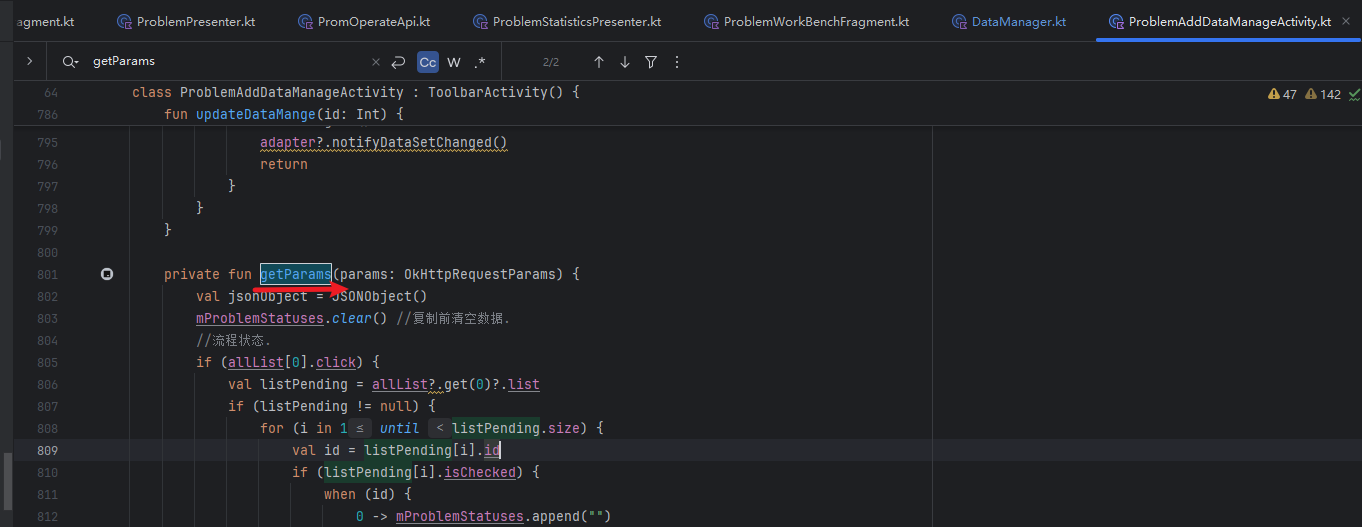 agment.kt ProblemPresenter.kt PromOperateApi.kt ProblemStatisticsPresenter.kt ProblemWorkBenchFragment.kt DataManager.kt ProblemAddDataManageActivity.kt
getParams Cc W .* 2/2
64 class ProblemAddDataManageActivity : ToolbarActivity() { 47 142
786 fun updateDataMange(id: Int) {
795 adapter?.notifyDataSetChanged()
796 return
797 }
798 }
799 }
800
801 private fun getParams(params: OkHttpRequestParams) {
802 val jsonObject = JSONObject()
803 mProblemStatuses.clear() //复制前清空数据.
804 //流程状态.
805 if (allList[0].click) {
806 val listPending = allList?.get(0)?.list
807 if (listPending != null) {
808 for (i in 1 ≤ until < listPending.size) {
809 val id = listPending[i].id
810 if (listPending[i].isChecked) {
811 when (id) {
812 0 -> mProblemStatuses.append("")